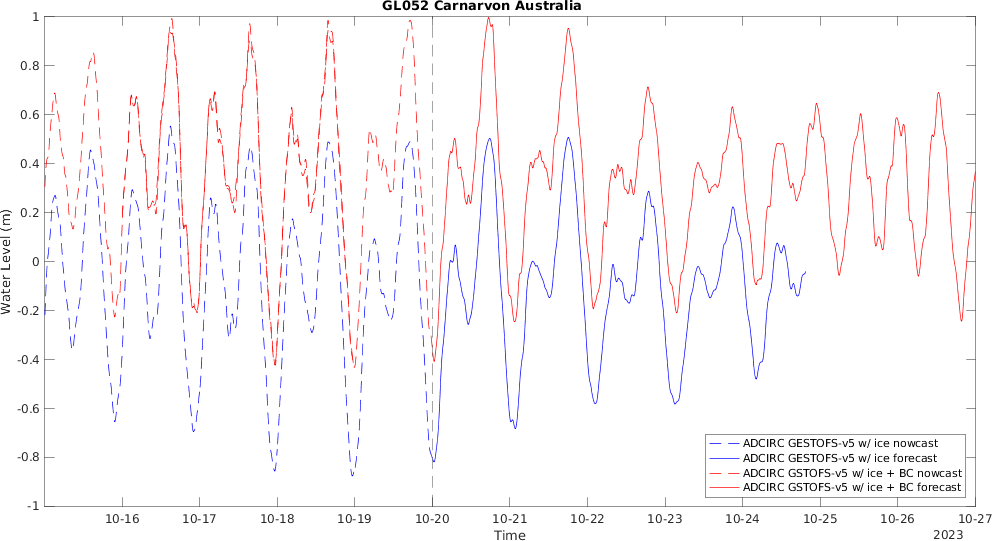 GL052 Carnarvon Australia
1
0.8
0.6
0.4
0.2
0
-0.2
-0.4
-0.6
-0.8
-1
Water Level (m)
ADCIRC GESTOFS-v5 w/ ice nowcast
ADCIRC GESTOFS-v5 w/ ice forecast
ADCIRC GSTOFS-v5 w/ ice + BC nowcast
ADCIRC GSTOFS-v5 w/ ice + BC forecast
10-16 10-17 10-18 10-19 10-20 10-21 10-22 10-23 10-24 10-25 10-26 10-27
Time
2023